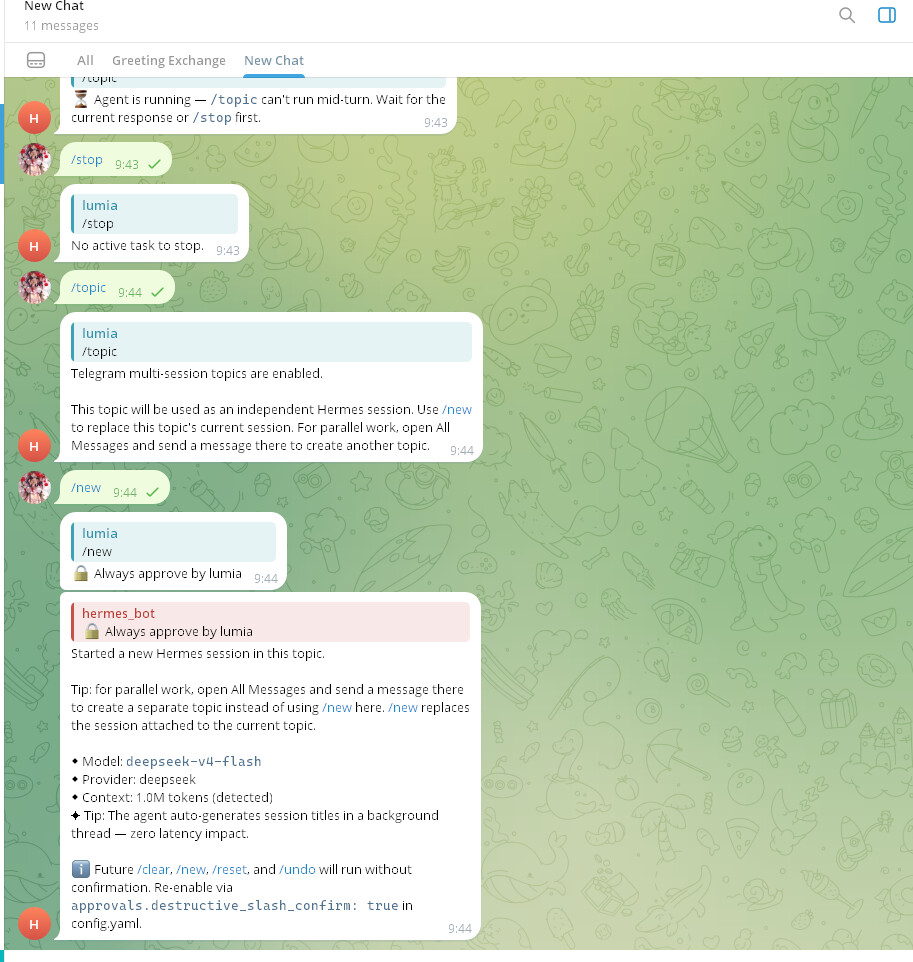 New Chat
11 messages
All Greeting Exchange New Chat
/topic
⏳ Agent is running — /topic can't run mid-turn. Wait for the
current response or /stop first.
9:43
H
/stop 9:43
lumia
/stop
No active task to stop. 9:43
H
/topic 9:44
lumia
/topic
Telegram multi-session topics are enabled.
This topic will be used as an independent Hermes session. Use /new
to replace this topic's current session. For parallel work, open All
Messages and send a message there to create another topic. 9:44
H
/new 9:44
lumia
/new
🔒 Always approve by lumia 9:44
hermes_bot
🔒 Always approve by lumia
Started a new Hermes session in this topic.
Tip: for parallel work, open All Messages and send a message there
to create a separate topic instead of using /new here. /new replaces
the session attached to the current topic.
◆ Model: deepseek-v4-flash
◆ Provider: deepseek
◆ Context: 1.0M tokens (detected)
✦ Tip: The agent auto-generates session titles in a background
thread — zero latency impact.
ℹ️ Future /clear, /new, /reset, and /undo will run without
confirmation. Re-enable via
approvals.destructive_slash_confirm: true in
config.yaml. 9:44
H